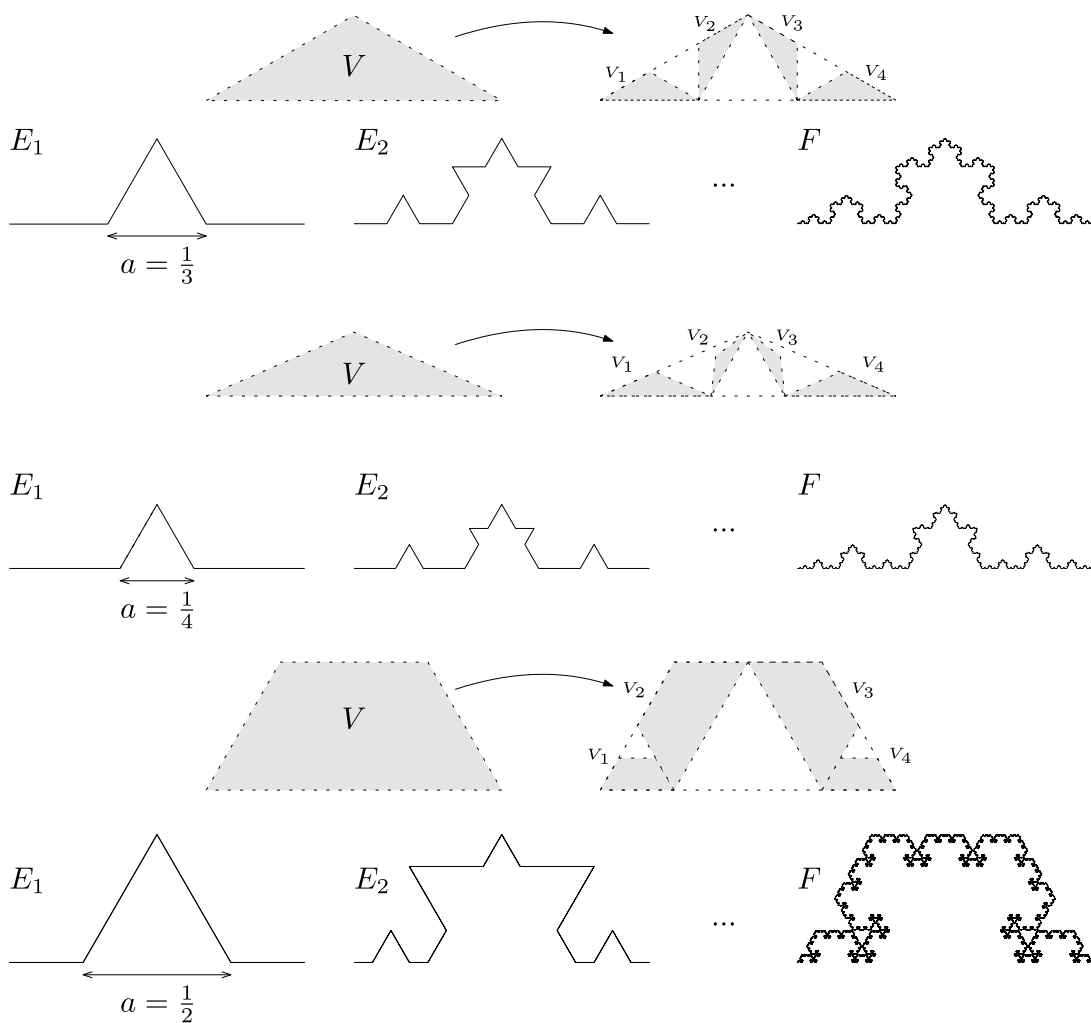 V V₁ V₂ V₃ V₄
E₁ E₂ ... F
a = 1/3
V V₁ V₂ V₃ V₄
E₁ E₂ ... F
a = 1/4
V V₁ V₂ V₃ V₄
E₁ E₂ ... F
a = 1/2